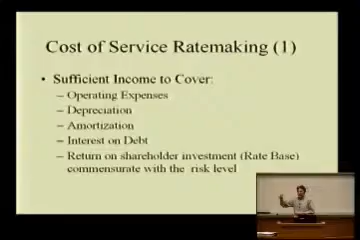 Cost of Service Ratemaking (1)
• Sufficient Income to Cover:
– Operating Expenses
– Depreciation
– Amortization
– Interest on Debt
– Return on shareholder investment (Rate Base)
commensurate with the risk level